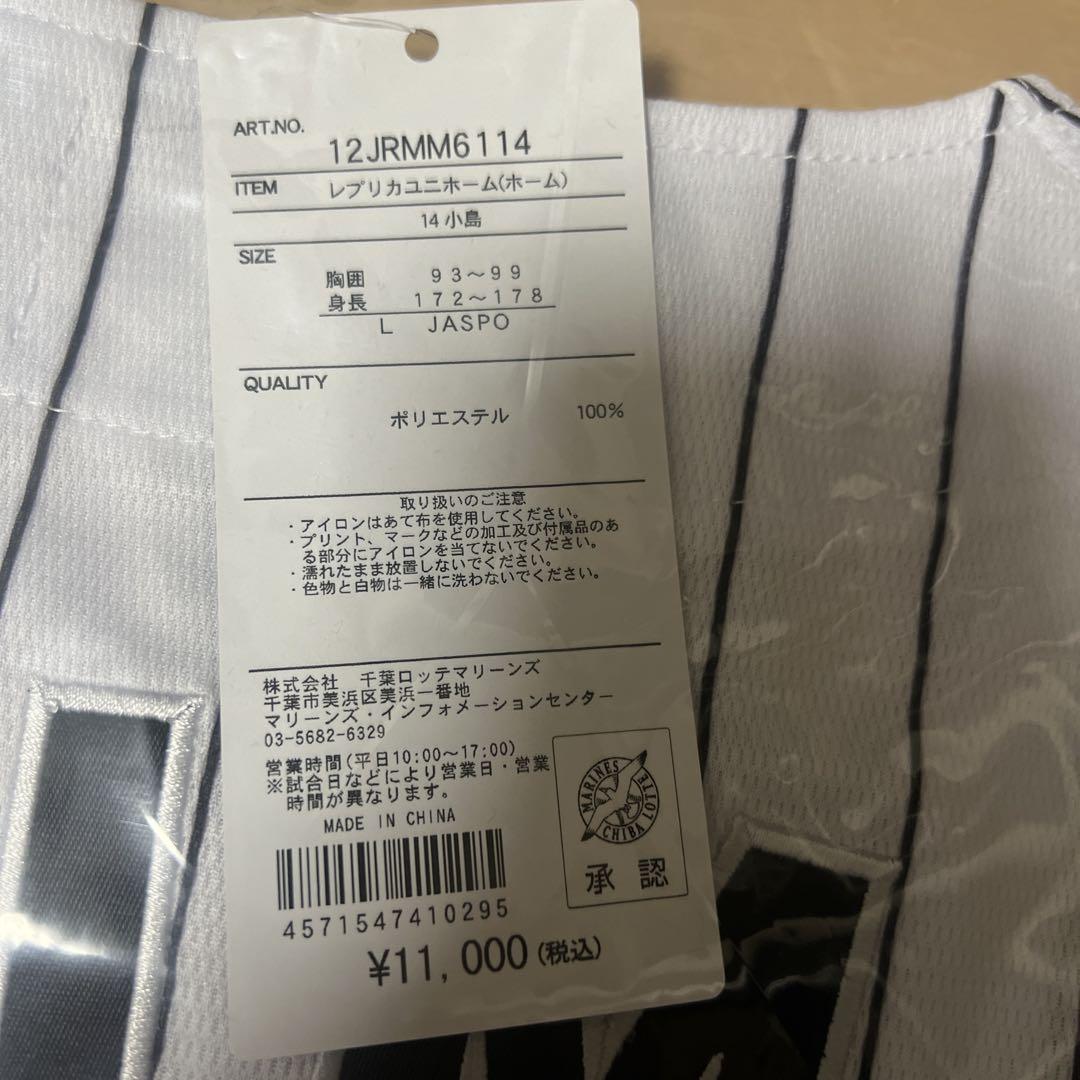 ART.NO.
12JRMM6114
ITEM レプリカユニホーム(ホーム)
14 小島
SIZE
胸囲 93～99
身長 172～178
L JASPO
QUALITY
ポリエステル 100%
取り扱いのご注意
・アイロンはあて布を使用してください。
・プリント、マークなどの加工及び付属品のあ
る部分にアイロンを当てないでください。
・濡れたまま放置しないでください。
・色物と白物は一緒に洗わないでください。
株式会社 千葉ロッテマリーンズ
千葉市美浜区美浜一番地
マリーンズ・インフォメーションセンター
03-5682-6329
営業時間(平日10:00～17:00)
※試合日などにより営業日・営業
時間が異なります。
MADE IN CHINA
MARINES
CHIBA LOTTE
承認
4571547410295
¥11,000(税込)